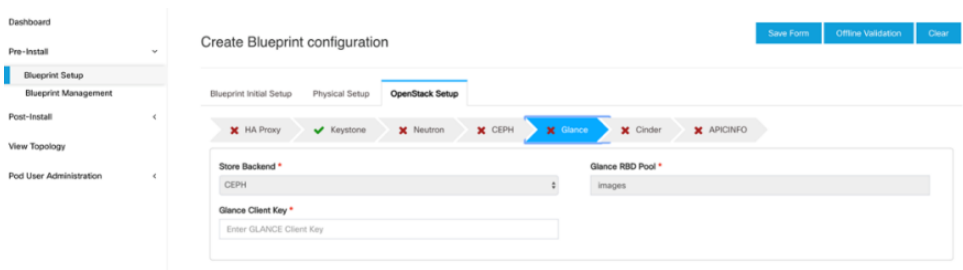 Dashboard
Pre-Install
Blueprint Setup
Blueprint Management
Post-Install
View Topology
Pod User Administration
Create Blueprint configuration
Save Form Offline Validation Clear
Blueprint Initial Setup Physical Setup OpenStack Setup
HA Proxy Keystone Neutron CEPH Glance Cinder APICINFO
Store Backend * Glance RBD Pool *
CEPH images
Glance Client Key *
Enter GLANCE Client Key